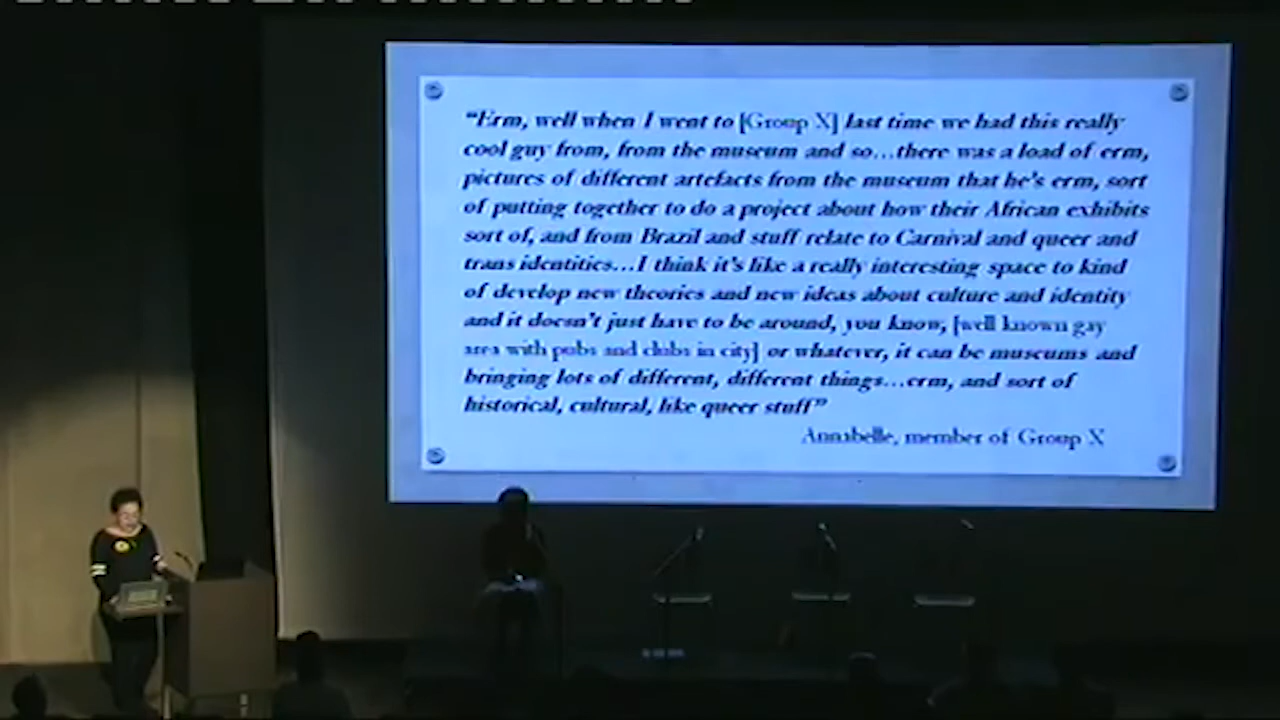 “Erm, well when I went to [Group X] last time we had this really
cool guy from, from the museum and so...there was a load of erm,
pictures of different artefacts from the museum that he’s erm, sort
of putting together to do a project about how their African exhibits
sort of, and from Brazil and stuff relate to Carnival and queer and
trans identities...I think it’s like a really interesting space to kind
of develop new theories and new ideas about culture and identity
and it doesn’t just have to be around, you know, [well known gay
area with pubs and clubs in city] or whatever, it can be museums and
bringing lots of different, different things...erm, and sort of
historical, cultural, like queer stuff”
Annabelle, member of Group X